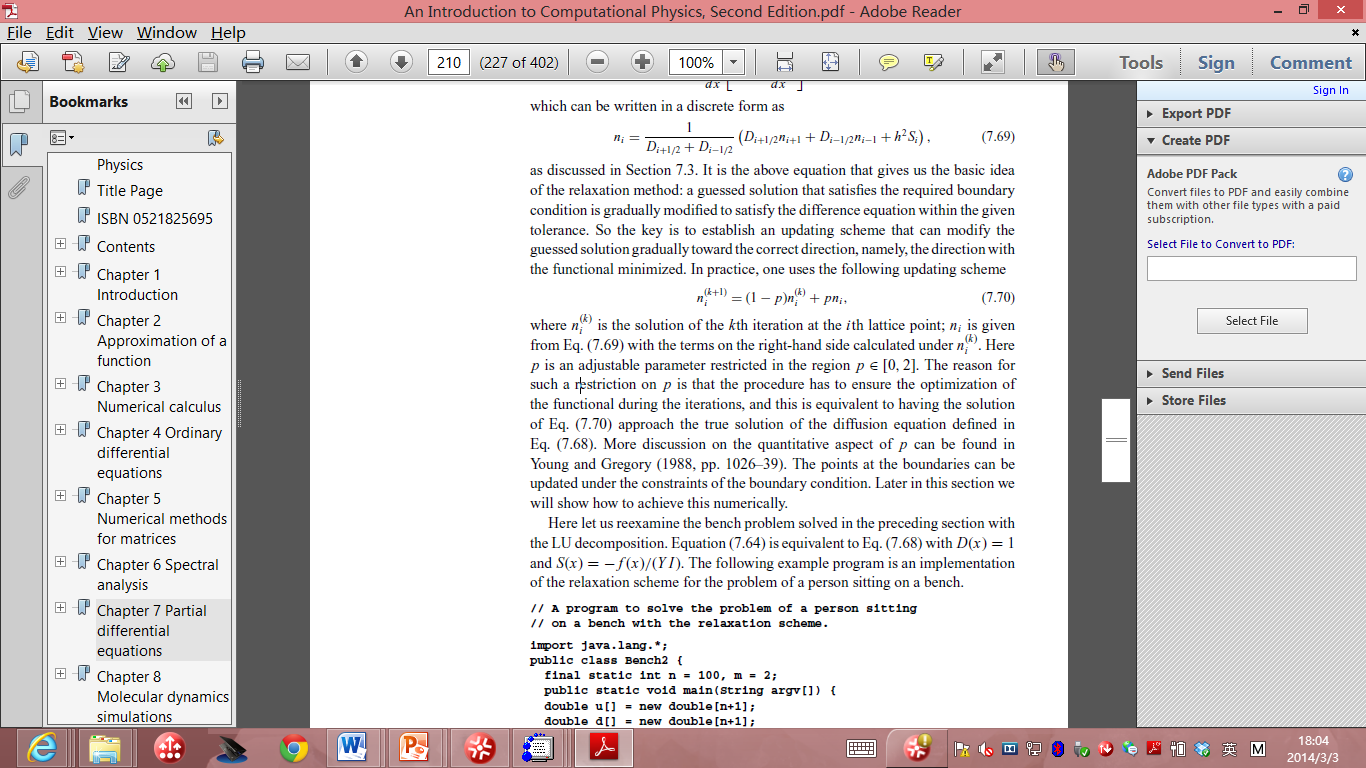 An Introduction to Computational Physics, Second Edition.pdf - Adobe Reader
File Edit View Window Help
210 (227 of 402) 100% Tools Sign Comment
Sign In
Bookmarks
Physics
Title Page
ISBN 0521825695
Contents
Chapter 1
Introduction
Chapter 2
Approximation of a
function
Chapter 3
Numerical calculus
Chapter 4 Ordinary
differential
equations
Chapter 5
Numerical methods
for matrices
Chapter 6 Spectral
analysis
Chapter 7 Partial
differential
equations
Chapter 8
Molecular dynamics
simulations
dx [ dx ]
which can be written in a discrete form as
n_i = 1 / (D_{i+1/2} + D_{i−1/2}) (D_{i+1/2}n_{i+1} + D_{i−1/2}n_{i−1} + h²S_i), (7.69)
as discussed in Section 7.3. It is the above equation that gives us the basic idea
of the relaxation method: a guessed solution that satisfies the required boundary
condition is gradually modified to satisfy the difference equation within the given
tolerance. So the key is to establish an updating scheme that can modify the
guessed solution gradually toward the correct direction, namely, the direction with
the functional minimized. In practice, one uses the following updating scheme
n_i^{(k+1)} = (1 − p)n_i^{(k)} + pn_i, (7.70)
where n_i^{(k)} is the solution of the kth iteration at the ith lattice point; n_i is given
from Eq. (7.69) with the terms on the right-hand side calculated under n_i^{(k)}. Here
p is an adjustable parameter restricted in the region p ∈ [0, 2]. The reason for
such a restriction on p is that the procedure has to ensure the optimization of
the functional during the iterations, and this is equivalent to having the solution
of Eq. (7.70) approach the true solution of the diffusion equation defined in
Eq. (7.68). More discussion on the quantitative aspect of p can be found in
Young and Gregory (1988, pp. 1026–39). The points at the boundaries can be
updated under the constraints of the boundary condition. Later in this section we
will show how to achieve this numerically.
Here let us reexamine the bench problem solved in the preceding section with
the LU decomposition. Equation (7.64) is equivalent to Eq. (7.68) with D(x) = 1
and S(x) = −f(x)/(YI). The following example program is an implementation
of the relaxation scheme for the problem of a person sitting on a bench.
// A program to solve the problem of a person sitting
// on a bench with the relaxation scheme.
import java.lang.*;
public class Bench2 {
final static int n = 100, m = 2;
public static void main(String argv[]) {
double u[] = new double[n+1];
double d[] = new double[n+1];
Export PDF
Create PDF
Adobe PDF Pack
Convert files to PDF and easily combine
them with other file types with a paid
subscription.
Select File to Convert to PDF:
Select File
Send Files
Store Files
英 M
18:04
2014/3/3